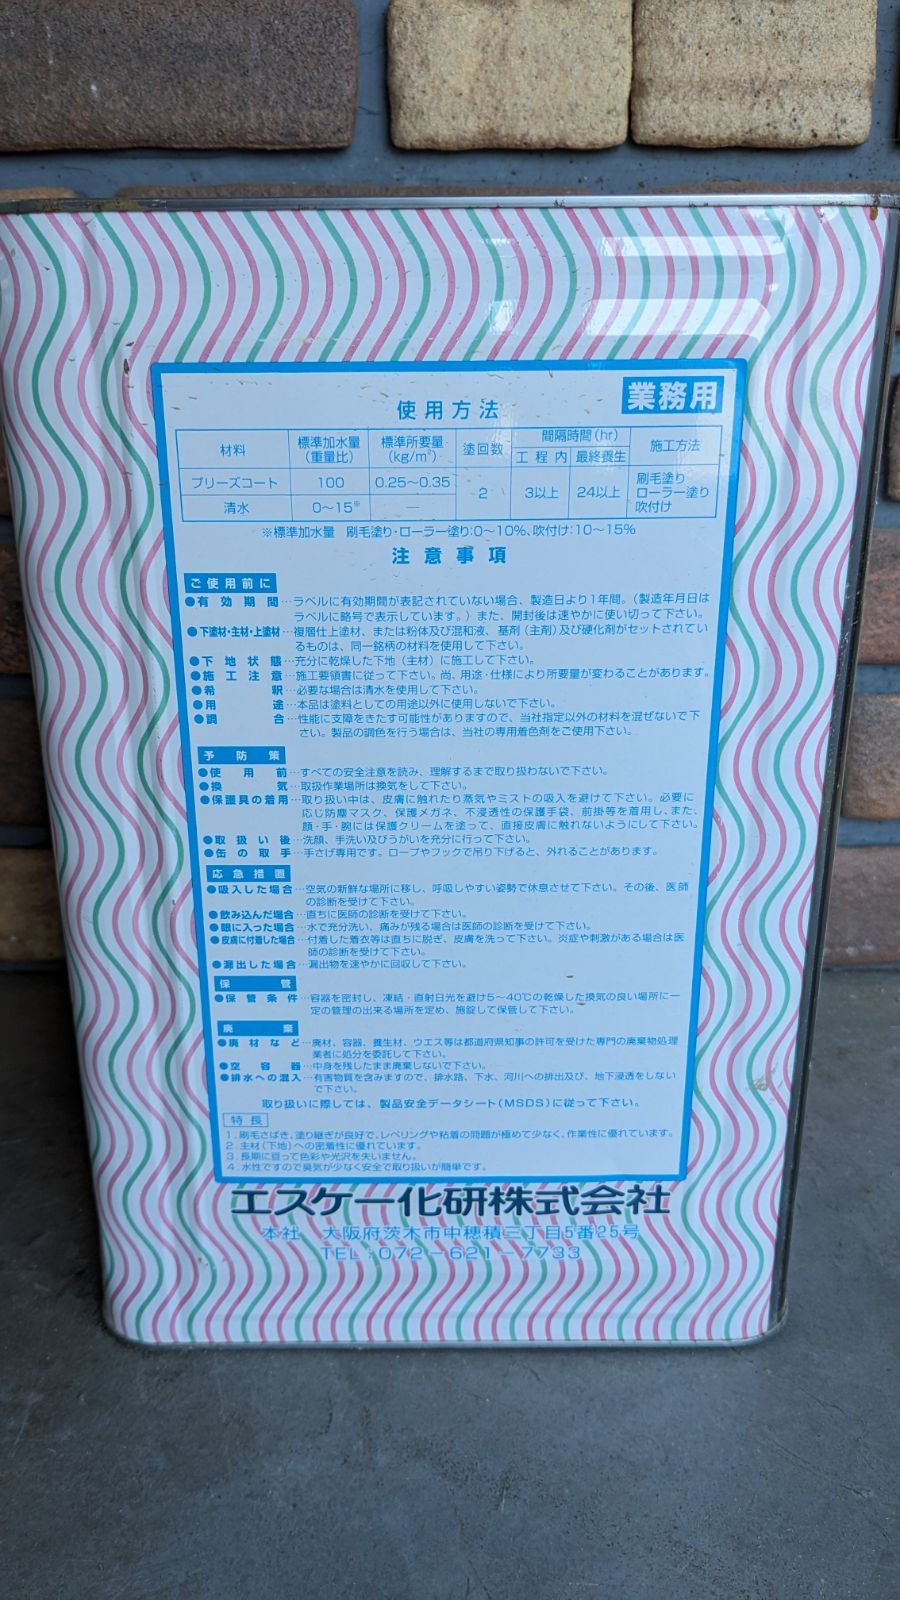 業務用
使用方法
材料 標準加水量(重量比) 標準所要量(kg/㎡) 塗回数 間隔時間(hr) 工程内 最終養生 施工方法
ブリーズコート 100 0.25〜0.35 2 3以上 24以上 刷毛塗り ローラー塗り 吹付け
清水 0〜15※ ―
※標準加水量 刷毛塗り・ローラー塗り:0〜10%、吹付け:10〜15%
注意事項
ご使用前に
●有効期間…ラベルに有効期間が表記されていない場合、製造日より1年間。(製造年月日は
ラベルに略号で表示しています。)また、開封後は速やかに使い切って下さい。
●下塗材・主材・上塗材…複層仕上塗材、または粉体及び混和液、基剤(主剤)及び硬化剤がセットされてい
るものは、同一銘柄の材料を使用して下さい。
●下地状態…充分に乾燥した下地(主材)に施工して下さい。
●施工注意…施工要領書に従って下さい。尚、用途・仕様により所要量が変わることがあります。
●希釈…必要な場合は清水を使用して下さい。
●用途…本品は塗料としての用途以外に使用しないで下さい。
●調合…性能に支障をきたす可能性がありますので、当社指定以外の材料を混ぜないで下
さい。製品の調色を行う場合は、当社の専用着色剤をご使用下さい。
予防策
●使用前…すべての安全注意を読み、理解するまで取り扱わないで下さい。
●換気…取扱作業場所は換気をして下さい。
●保護具の着用…取り扱い中は、皮膚に触れたり蒸気やミストの吸入を避けて下さい。必要に
応じ防塵マスク、保護メガネ、不浸透性の保護手袋、前掛等を着用し、また、
顔・手・腕には保護クリームを塗って、直接皮膚に触れないようにして下さい。
●取扱い後…洗顔、手洗い及びうがいを充分に行って下さい。
●缶の取手…手さげ専用です。ロープやフックで吊り下げると、外れることがあります。
応急措置
●吸入した場合…空気の新鮮な場所に移し、呼吸しやすい姿勢で休息させて下さい。その後、医師
の診断を受けて下さい。
●飲み込んだ場合…直ちに医師の診断を受けて下さい。
●眼に入った場合…水で充分洗い、痛みが残る場合は医師の診断を受けて下さい。
●皮膚に付着した場合…付着した着衣等は直ちに脱ぎ、皮膚を洗って下さい。炎症や刺激がある場合は医
師の診断を受けて下さい。
●漏出した場合…漏出物を速やかに回収して下さい。
保管
●保管条件…容器を密封し、凍結・直射日光を避け5〜40℃の乾燥した換気の良い場所に一
定の管理の出来る場所を定め、施錠して保管して下さい。
廃棄
●廃材など…廃材、容器、養生材、ウエス等は都道府県知事の許可を受けた専門の廃棄物処理
業者に処分を委託して下さい。
●空容器…中身を残したまま廃棄しないで下さい。
●排水への混入…有害物質を含みますので、排水路、下水、河川への排出及び、地下浸透をしない
で下さい。
取り扱いに際しては、製品安全データシート(MSDS)に従って下さい。
特長
1. 刷毛さばき、塗り継ぎが良好で、レベリングや粘着の問題が極めて少なく、作業性に優れています。
2. 主材(下地)への密着性に優れています。
3. 長期に亘って色彩や光沢を失いません。
4. 水性ですので臭気が少なく安全で取り扱いが簡単です。
エスケー化研株式会社
本社 大阪府茨木市中穂積三丁目5番25号
TEL:072-621-7733